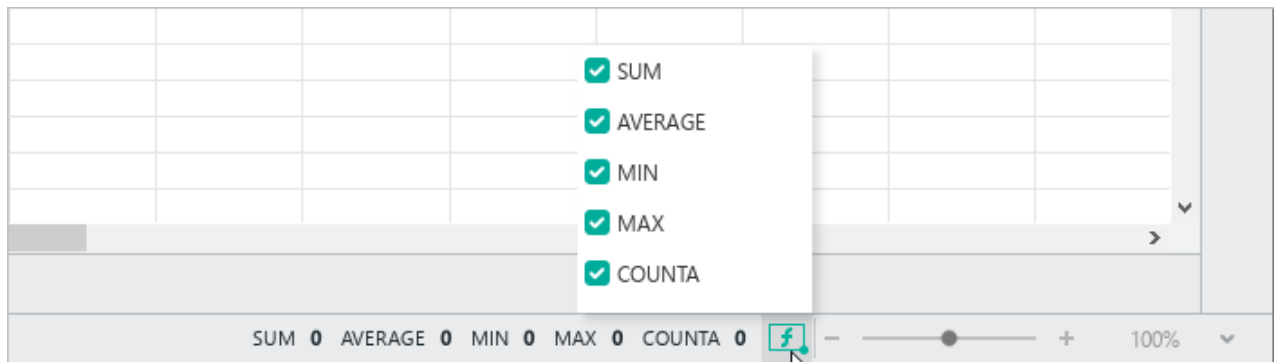 SUM
AVERAGE
MIN
MAX
COUNTA
SUM 0 AVERAGE 0 MIN 0 MAX 0 COUNTA 0 100%